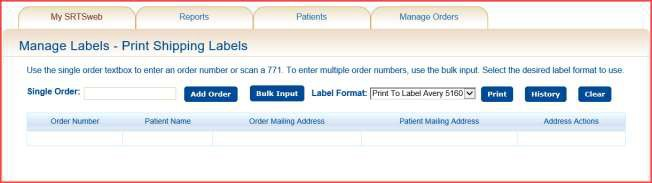 My SRTSweb Reports Patients Manage Orders
Manage Labels - Print Shipping Labels
Use the single order textbox to enter an order number or scan a 771. To enter multiple order numbers, use the bulk input. Select the desired label format to use.
Single Order: Add Order Bulk Input Label Format: Print To Label Avery 5160 Print History Clear
Order Number Patient Name Order Mailing Address Patient Mailing Address Address Actions